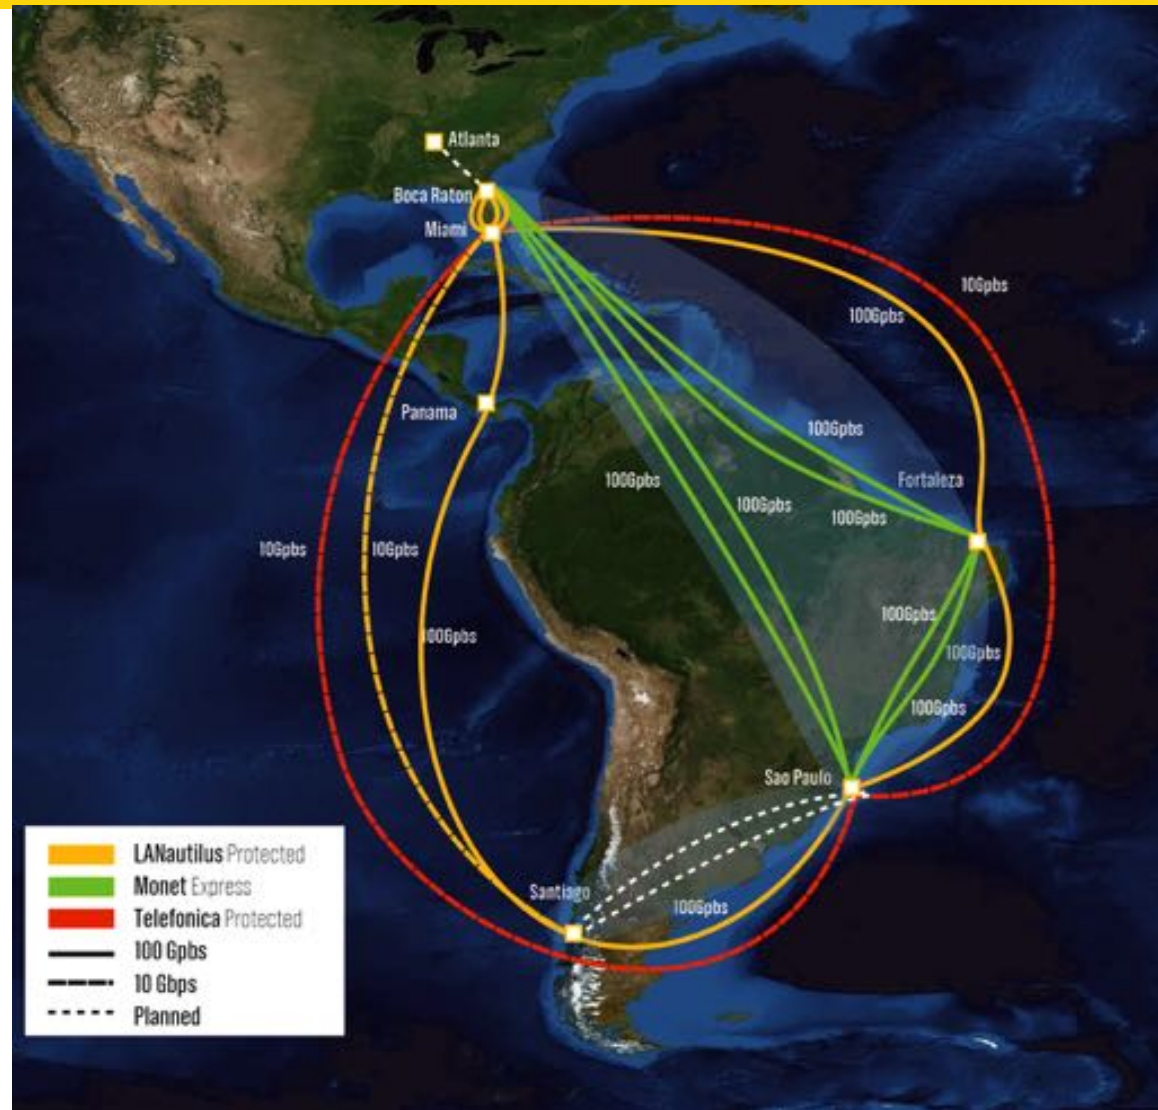 Atlanta
Boca Raton
Miami
10Gpbs
100Gpbs
Panama
100Gpbs
100Gpbs
Fortaleza
100Gpbs
100Gpbs
10Gpbs
10Gpbs
100Gpbs
100Gpbs
100Gpbs
100Gpbs
Sao Paulo
Santiago
100Gpbs
LANautilus Protected
Monet Express
Telefonica Protected
100 Gpbs
10 Gbps
Planned